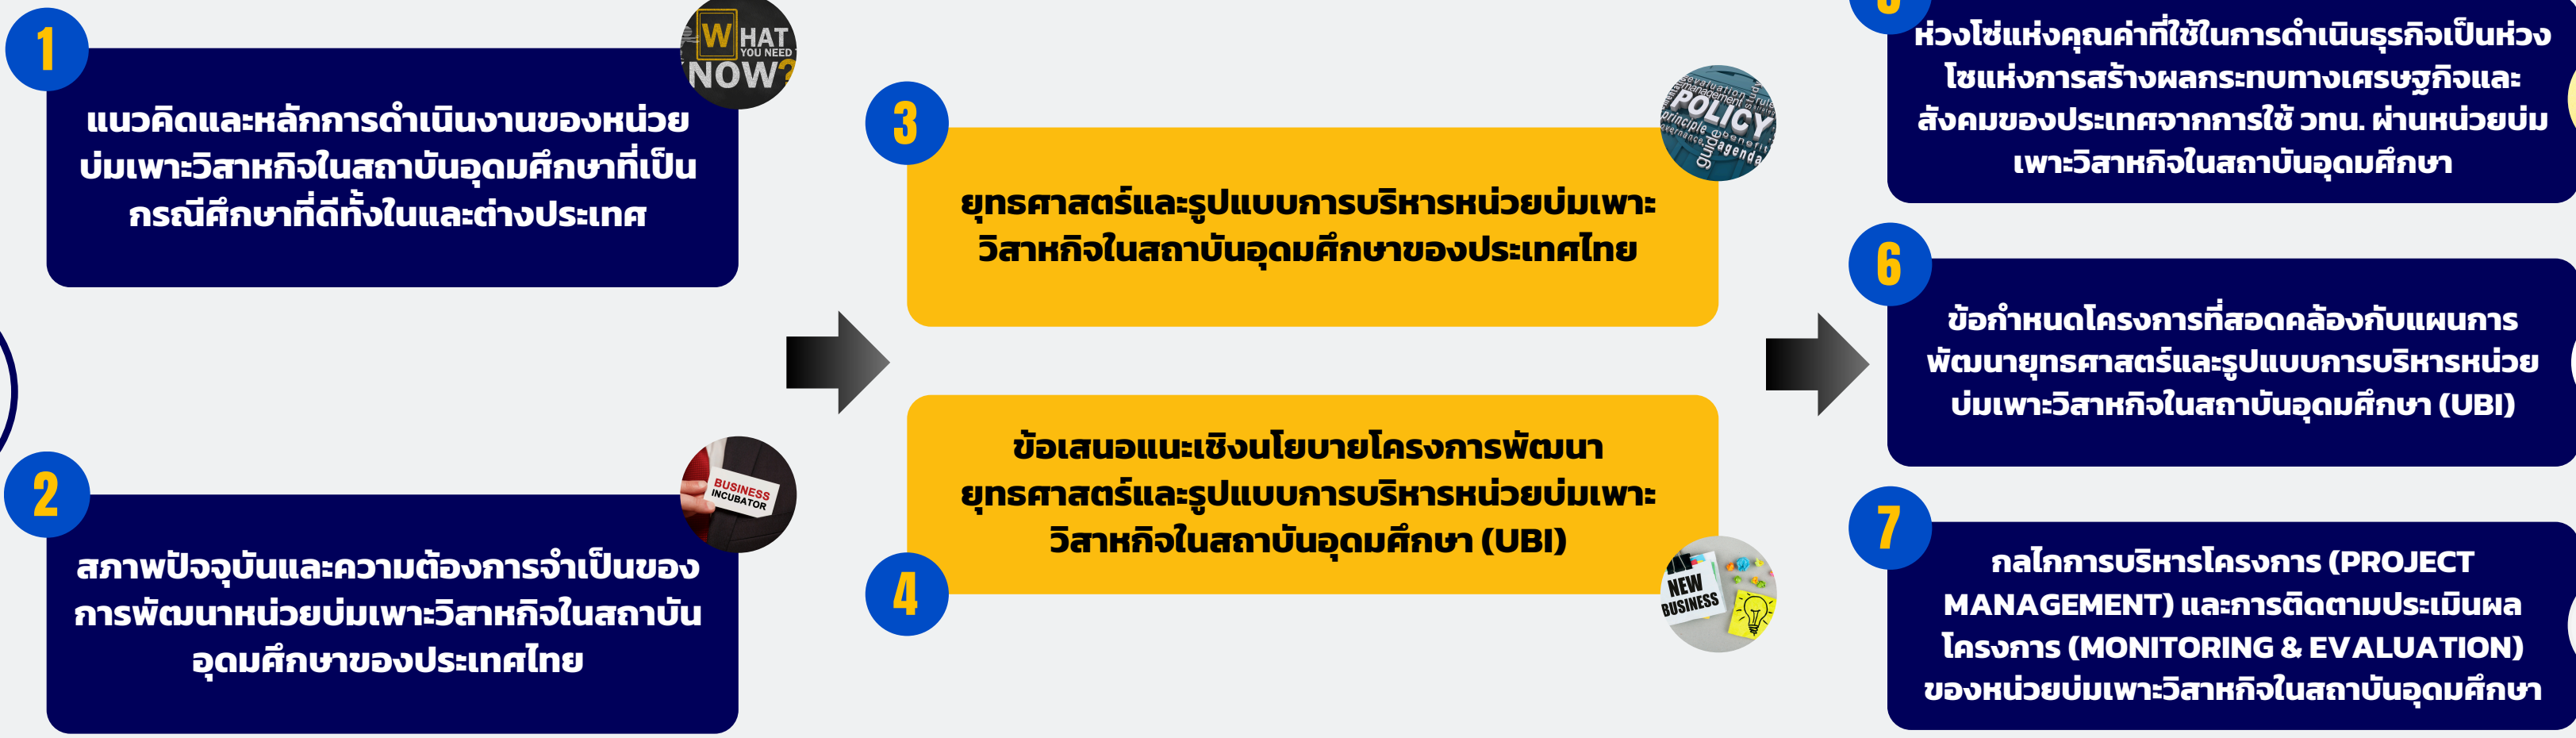 1
WHAT
YOU NEED
NOW?
แนวคิดและหลักการดำเนินงานของหน่วย
บ่มเพาะวิสาหกิจในสถาบันอุดมศึกษาที่เป็น
กรณีศึกษาที่ดีทั้งในและต่างประเทศ
2
BUSINESS
INCUBATOR
สภาพปัจจุบันและความต้องการจำเป็นของ
การพัฒนาหน่วยบ่มเพาะวิสาหกิจในสถาบัน
อุดมศึกษาของประเทศไทย
3
evaluation
management
POLICY
principle
agenda
ยุทธศาสตร์และรูปแบบการบริหารหน่วยบ่มเพาะ
วิสาหกิจในสถาบันอุดมศึกษาของประเทศไทย
ข้อเสนอแนะเชิงนโยบายโครงการพัฒนา
ยุทธศาสตร์และรูปแบบการบริหารหน่วยบ่มเพาะ
วิสาหกิจในสถาบันอุดมศึกษา (UBI)
4
NEW
BUSINESS
ห่วงโซ่แห่งคุณค่าที่ใช้ในการดำเนินธุรกิจเป็นห่วง
โซแห่งการสร้างผลกระทบทางเศรษฐกิจและ
สังคมของประเทศจากการใช้ วทน. ผ่านหน่วยบ่ม
เพาะวิสาหกิจในสถาบันอุดมศึกษา
6
ข้อกำหนดโครงการที่สอดคล้องกับแผนการ
พัฒนายุทธศาสตร์และรูปแบบการบริหารหน่วย
บ่มเพาะวิสาหกิจในสถาบันอุดมศึกษา (UBI)
7
กลไกการบริหารโครงการ (PROJECT
MANAGEMENT) และการติดตามประเมินผล
โครงการ (MONITORING & EVALUATION)
ของหน่วยบ่มเพาะวิสาหกิจในสถาบันอุดมศึกษา